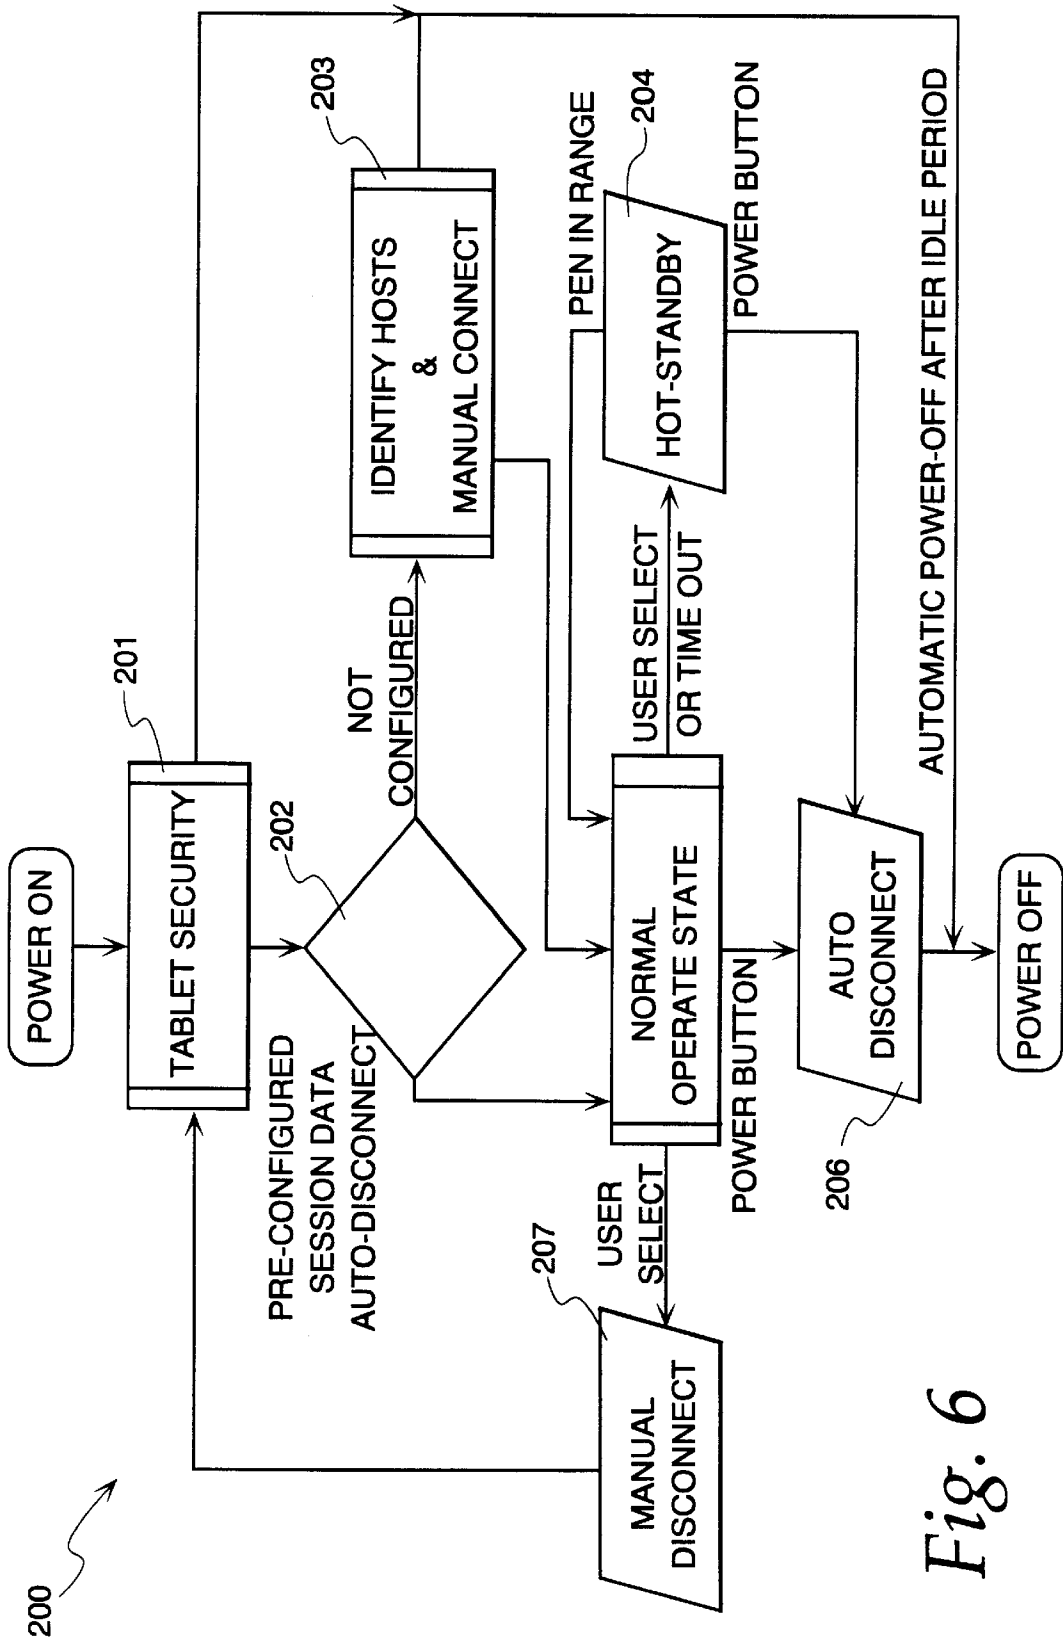 200
POWER ON
201
TABLET SECURITY
202
PRE-CONFIGURED
SESSION DATA
AUTO-DISCONNECT
NOT
CONFIGURED
203
IDENTIFY HOSTS
&
MANUAL CONNECT
PEN IN RANGE
204
HOT-STANDBY
POWER BUTTON
USER SELECT
OR TIME OUT
NORMAL
OPERATE STATE
USER
SELECT
207
MANUAL
DISCONNECT
POWER BUTTON
206
AUTO
DISCONNECT
AUTOMATIC POWER-OFF AFTER IDLE PERIOD
POWER OFF
Fig. 6